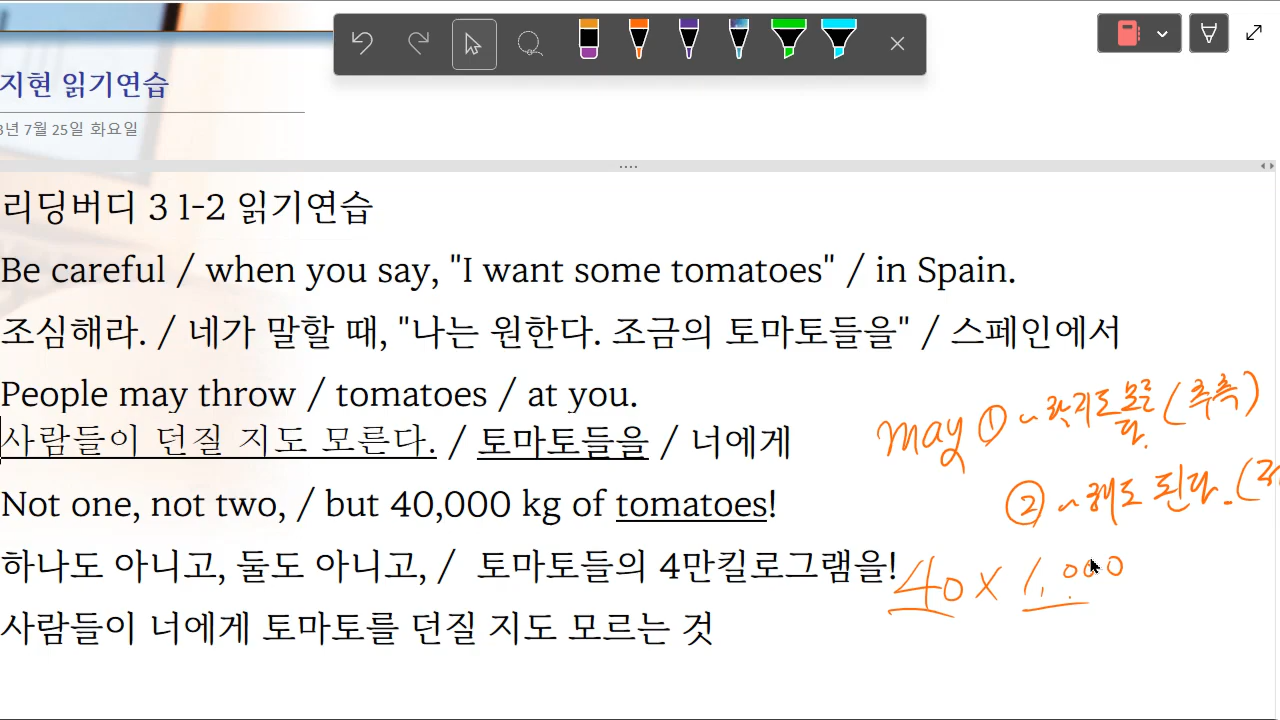 지현 읽기연습
3년 7월 25일 화요일
리딩버디 3 1-2 읽기연습
Be careful / when you say, "I want some tomatoes" / in Spain.
조심해라. / 네가 말할 때, "나는 원한다. 조금의 토마토들을" / 스페인에서
People may throw / tomatoes / at you.
사람들이 던질 지도 모른다. / 토마토들을 / 너에게
may ① ~할지도 모른다. (추측)
Not one, not two, / but 40,000 kg of tomatoes!
② ~해도 된다. (
하나도 아니고, 둘도 아니고, / 토마토들의 4만킬로그램을!
40 x 1,000
사람들이 너에게 토마토를 던질 지도 모르는 것